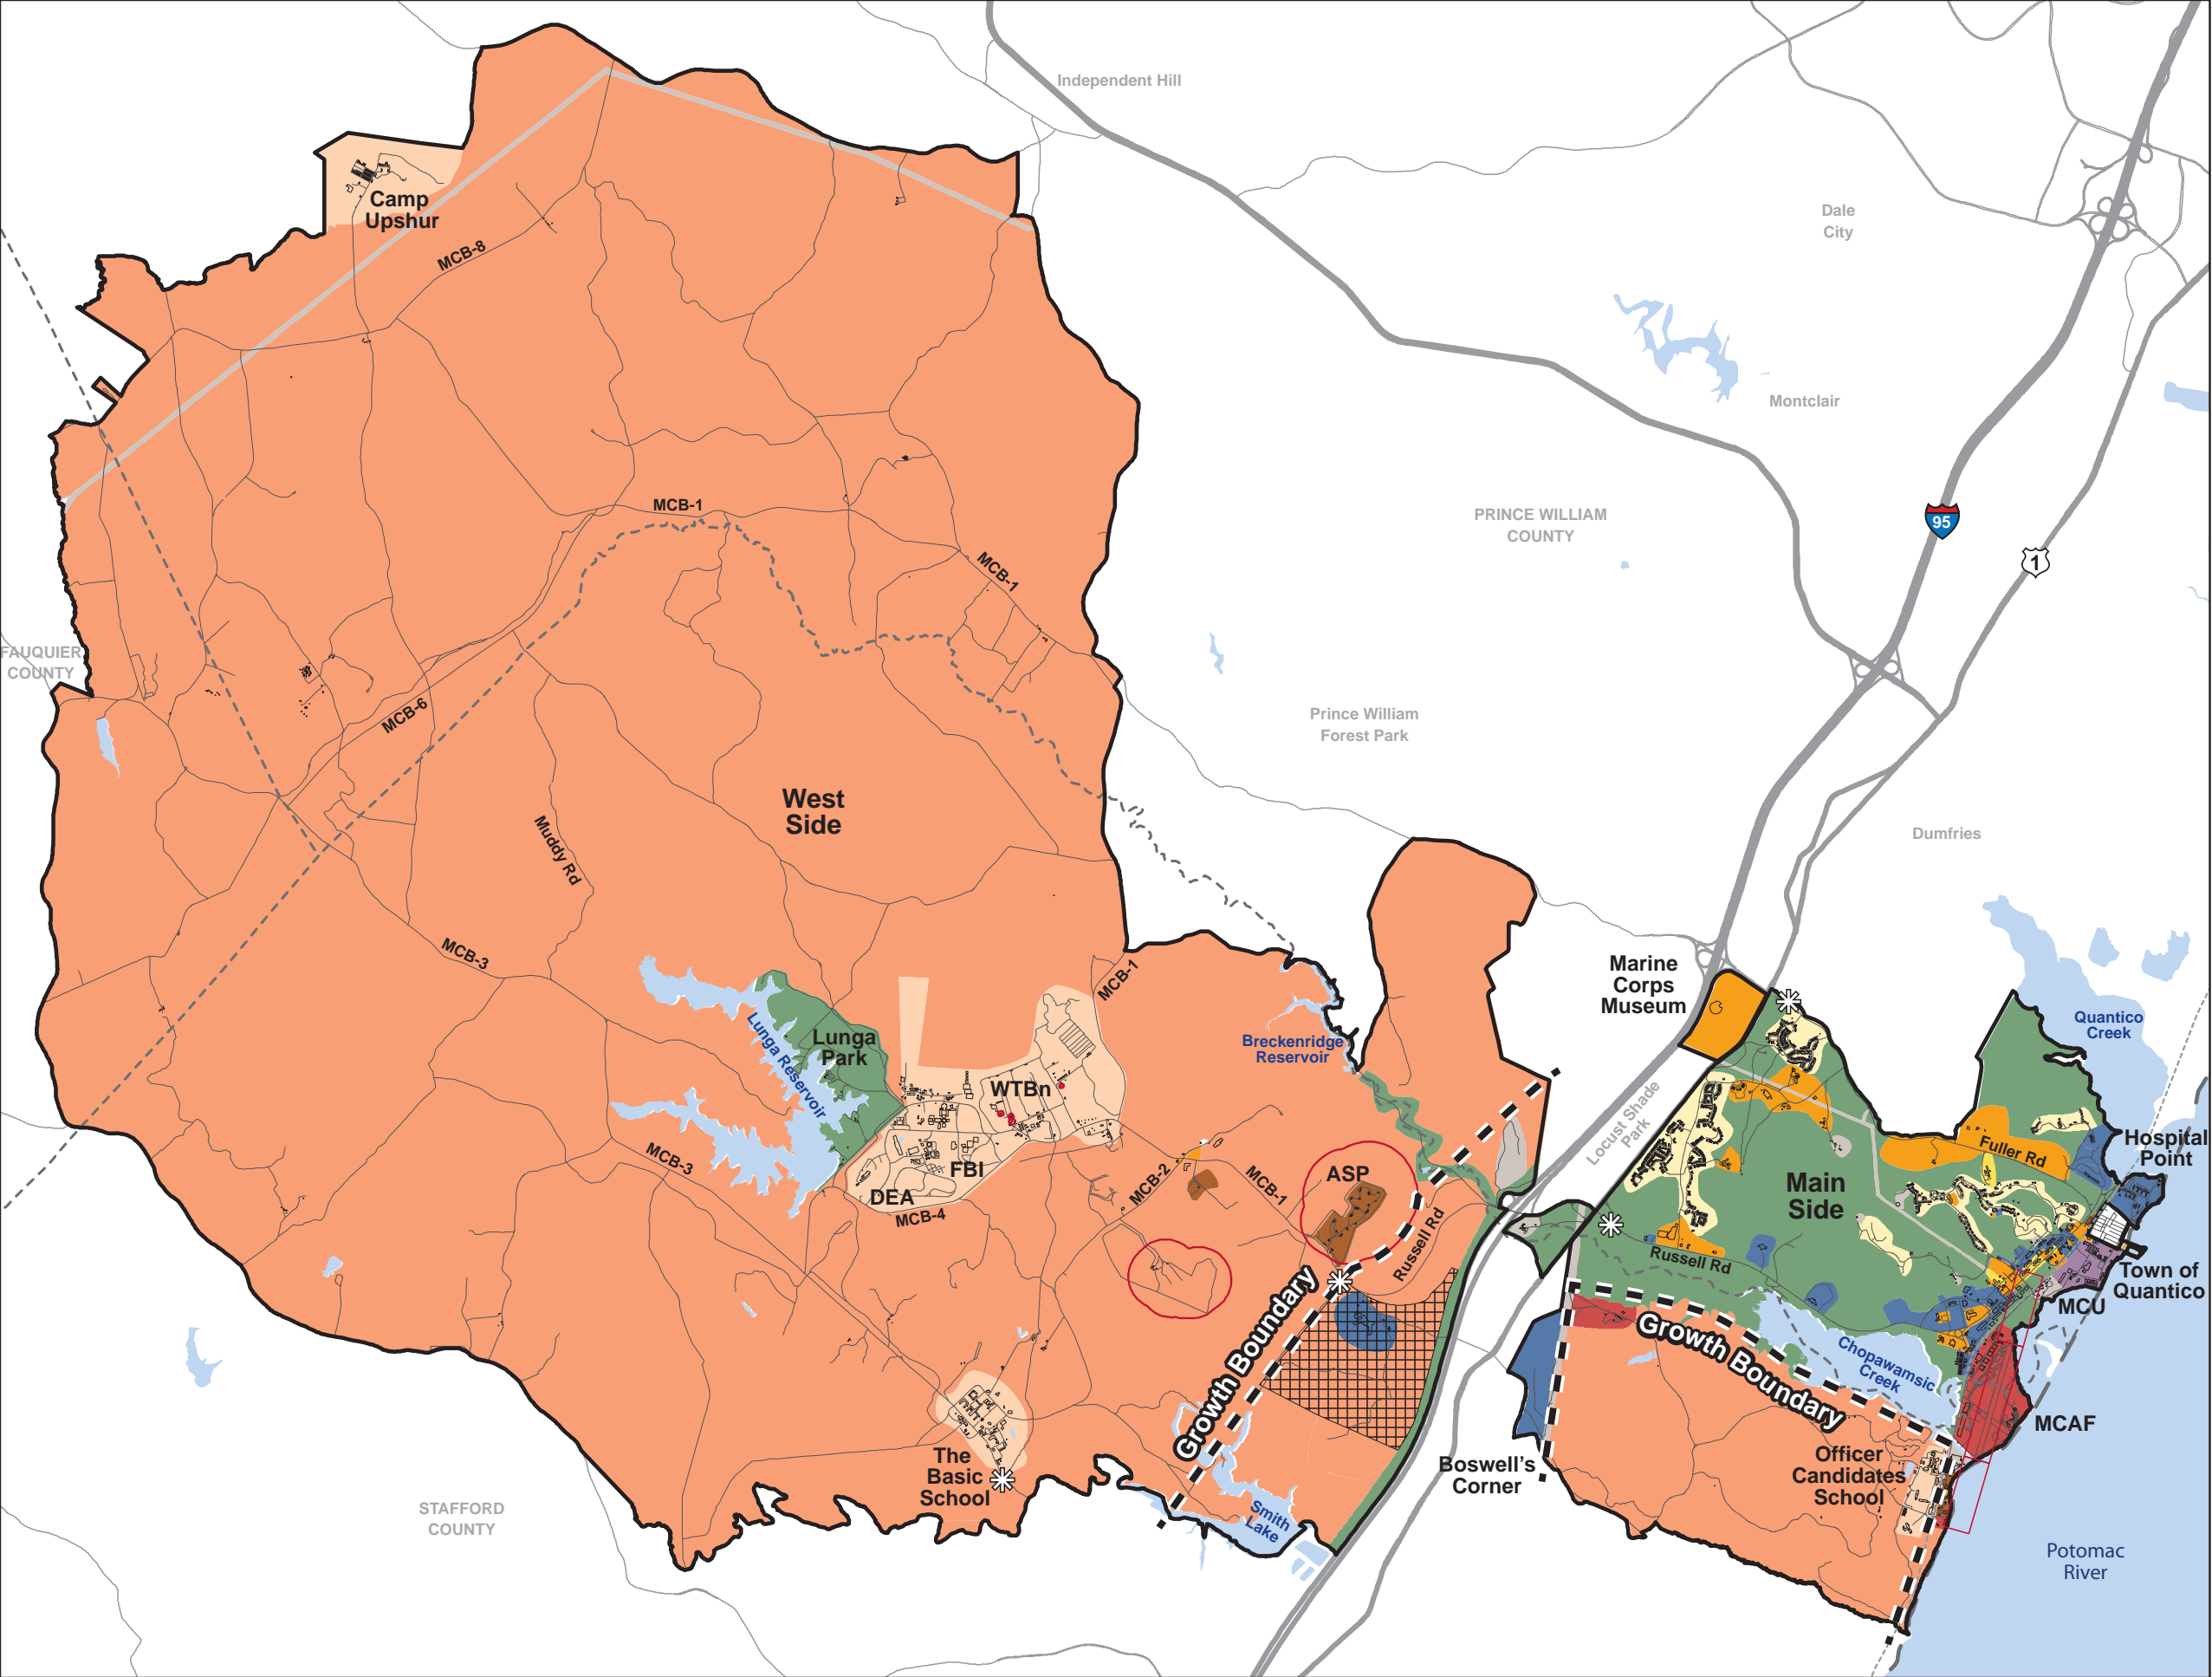 Independent Hill
Camp
Upshur
MCB-8
Dale
City
Montclair
MCB-1
PRINCE WILLIAM
COUNTY
95
1
MCB-1
FAUQUIER
COUNTY
MCB-6
Prince William
Forest Park
West
Side
Muddy Rd
Dumfries
MCB-3
MCB-1
Marine
Corps
Museum
Lunga Reservoir
Lunga
Park
Breckenridge
Reservoir
Quantico
Creek
WTBn
Locust Shade
Park
Hospital
Point
Fuller Rd
MCB-3
FBI
DEA
MCB-4
MCB-2
MCB-1
ASP
Main
Side
Russell Rd
Russell Rd
Town of
Quantico
MCU
Growth Boundary
Growth Boundary
Chopawamsic
Creek
MCAF
The
Basic
School
Boswell's
Corner
Officer
Candidates
School
STAFFORD
COUNTY
Smith
Lake
Potomac
River